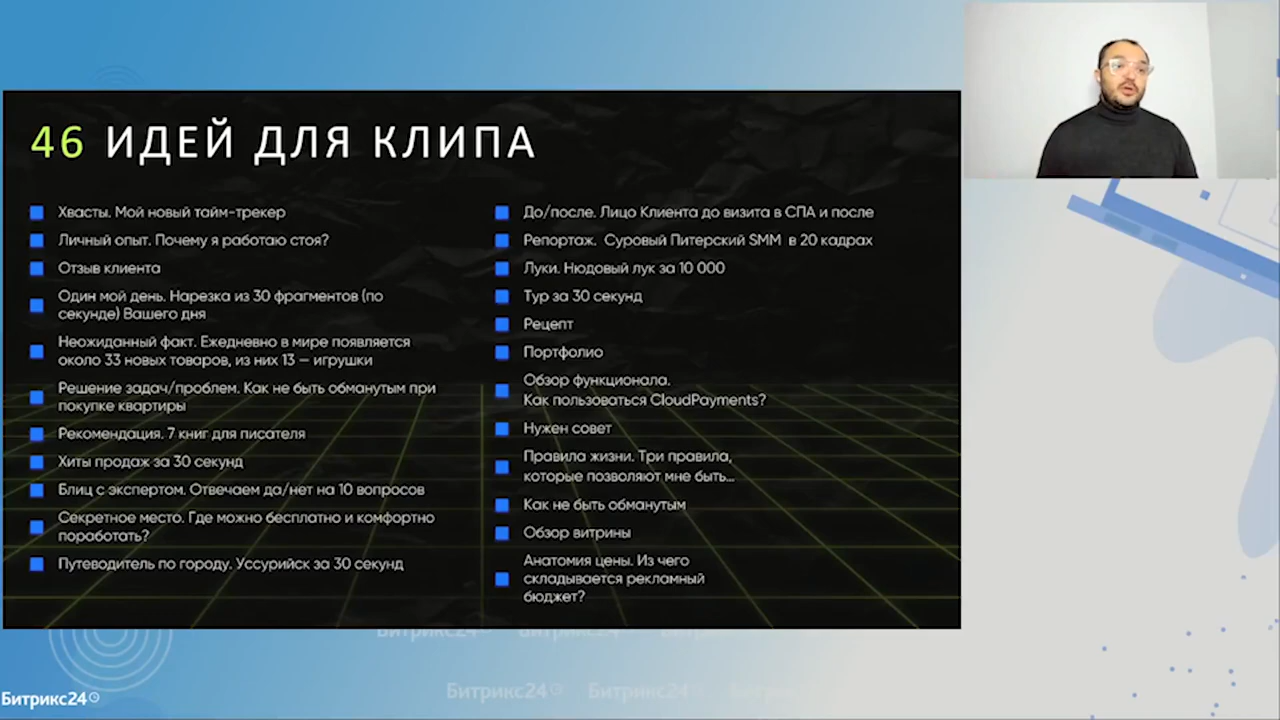 46 ИДЕЙ ДЛЯ КЛИПА
Хвасты. Мой новый тайм-трекер
Личный опыт. Почему я работаю стоя?
Отзыв клиента
Один мой день. Нарезка из 30 фрагментов (по
секунде) Вашего дня
Неожиданный факт. Ежедневно в мире появляется
около 33 новых товаров, из них 13 — игрушки
Решение задач/проблем. Как не быть обманутым при
покупке квартиры
Рекомендация. 7 книг для писателя
Хиты продаж за 30 секунд
Блиц с экспертом. Отвечаем да/нет на 10 вопросов
Секретное место. Где можно бесплатно и комфортно
поработать?
Путеводитель по городу. Уссурийск за 30 секунд
До/после. Лицо Клиента до визита в СПА и после
Репортаж. Суровый Питерский SMM в 20 кадрах
Луки. Нюдовый лук за 10 000
Тур за 30 секунд
Рецепт
Портфолио
Обзор функционала.
Как пользоваться CloudPayments?
Нужен совет
Правила жизни. Три правила,
которые позволяют мне быть...
Как не быть обманутым
Обзор витрины
Анатомия цены. Из чего
складывается рекламный
бюджет?
Битрикс24 Битрикс24
Битрикс24
Битрикс24 Битрикс24